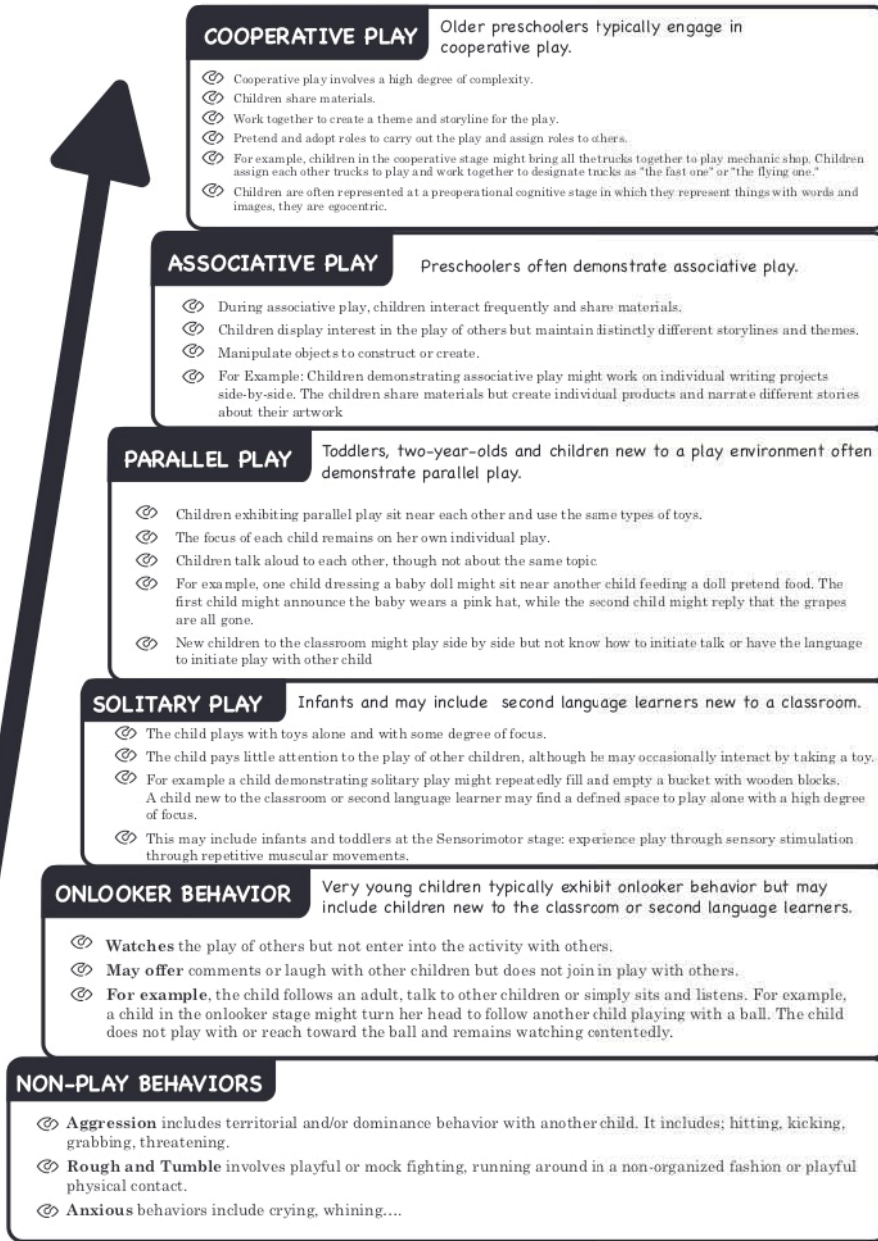 COOPERATIVE PLAY
Older preschoolers typically engage in
cooperative play.
Cooperative play involves a high degree of complexity.
Children share materials.
Work together to create a theme and storyline for the play.
Pretend and adopt roles to carry out the play and assign roles to others.
For example, children in the cooperative stage might bring all the trucks together to play mechanic shop. Children
assign each other trucks to play and work together to designate trucks as "the fast one" or "the flying one."
Children are often represented at a preoperational cognitive stage in which they represent things with words and
images, they are egocentric.
ASSOCIATIVE PLAY
Preschoolers often demonstrate associative play.
During associative play, children interact frequently and share materials.
Children display interest in the play of others but maintain distinctly different storylines and themes.
Manipulate objects to construct or create.
For Example: Children demonstrating associative play might work on individual writing projects
side-by-side. The children share materials but create individual products and narrate different stories
about their artwork
PARALLEL PLAY
Toddlers, two-year-olds and children new to a play environment often
demonstrate parallel play.
Children exhibiting parallel play sit near each other and use the same types of toys.
The focus of each child remains on her own individual play.
Children talk aloud to each other, though not about the same topic
For example, one child dressing a baby doll might sit near another child feeding a doll pretend food. The
first child might announce the baby wears a pink hat, while the second child might reply that the grapes
are all gone.
New children to the classroom might play side by side but not know how to initiate talk or have the language
to initiate play with other child
SOLITARY PLAY
Infants and may include second language learners new to a classroom.
The child plays with toys alone and with some degree of focus.
The child pays little attention to the play of other children, although he may occasionally interact by taking a toy.
For example a child demonstrating solitary play might repeatedly fill and empty a bucket with wooden blocks.
A child new to the classroom or second language learner may find a defined space to play alone with a high degree
of focus.
This may include infants and toddlers at the Sensorimotor stage: experience play through sensory stimulation
through repetitive muscular movements.
ONLOOKER BEHAVIOR
Very young children typically exhibit onlooker behavior but may
include children new to the classroom or second language learners.
Watches the play of others but not enter into the activity with others.
May offer comments or laugh with other children but does not join in play with others.
For example, the child follows an adult, talk to other children or simply sits and listens. For example,
a child in the onlooker stage might turn her head to follow another child playing with a ball. The child
does not play with or reach toward the ball and remains watching contentedly.
NON-PLAY BEHAVIORS
Aggression includes territorial and/or dominance behavior with another child. It includes; hitting, kicking,
grabbing, threatening.
Rough and Tumble involves playful or mock fighting, running around in a non-organized fashion or playful
physical contact.
Anxious behaviors include crying, whining....